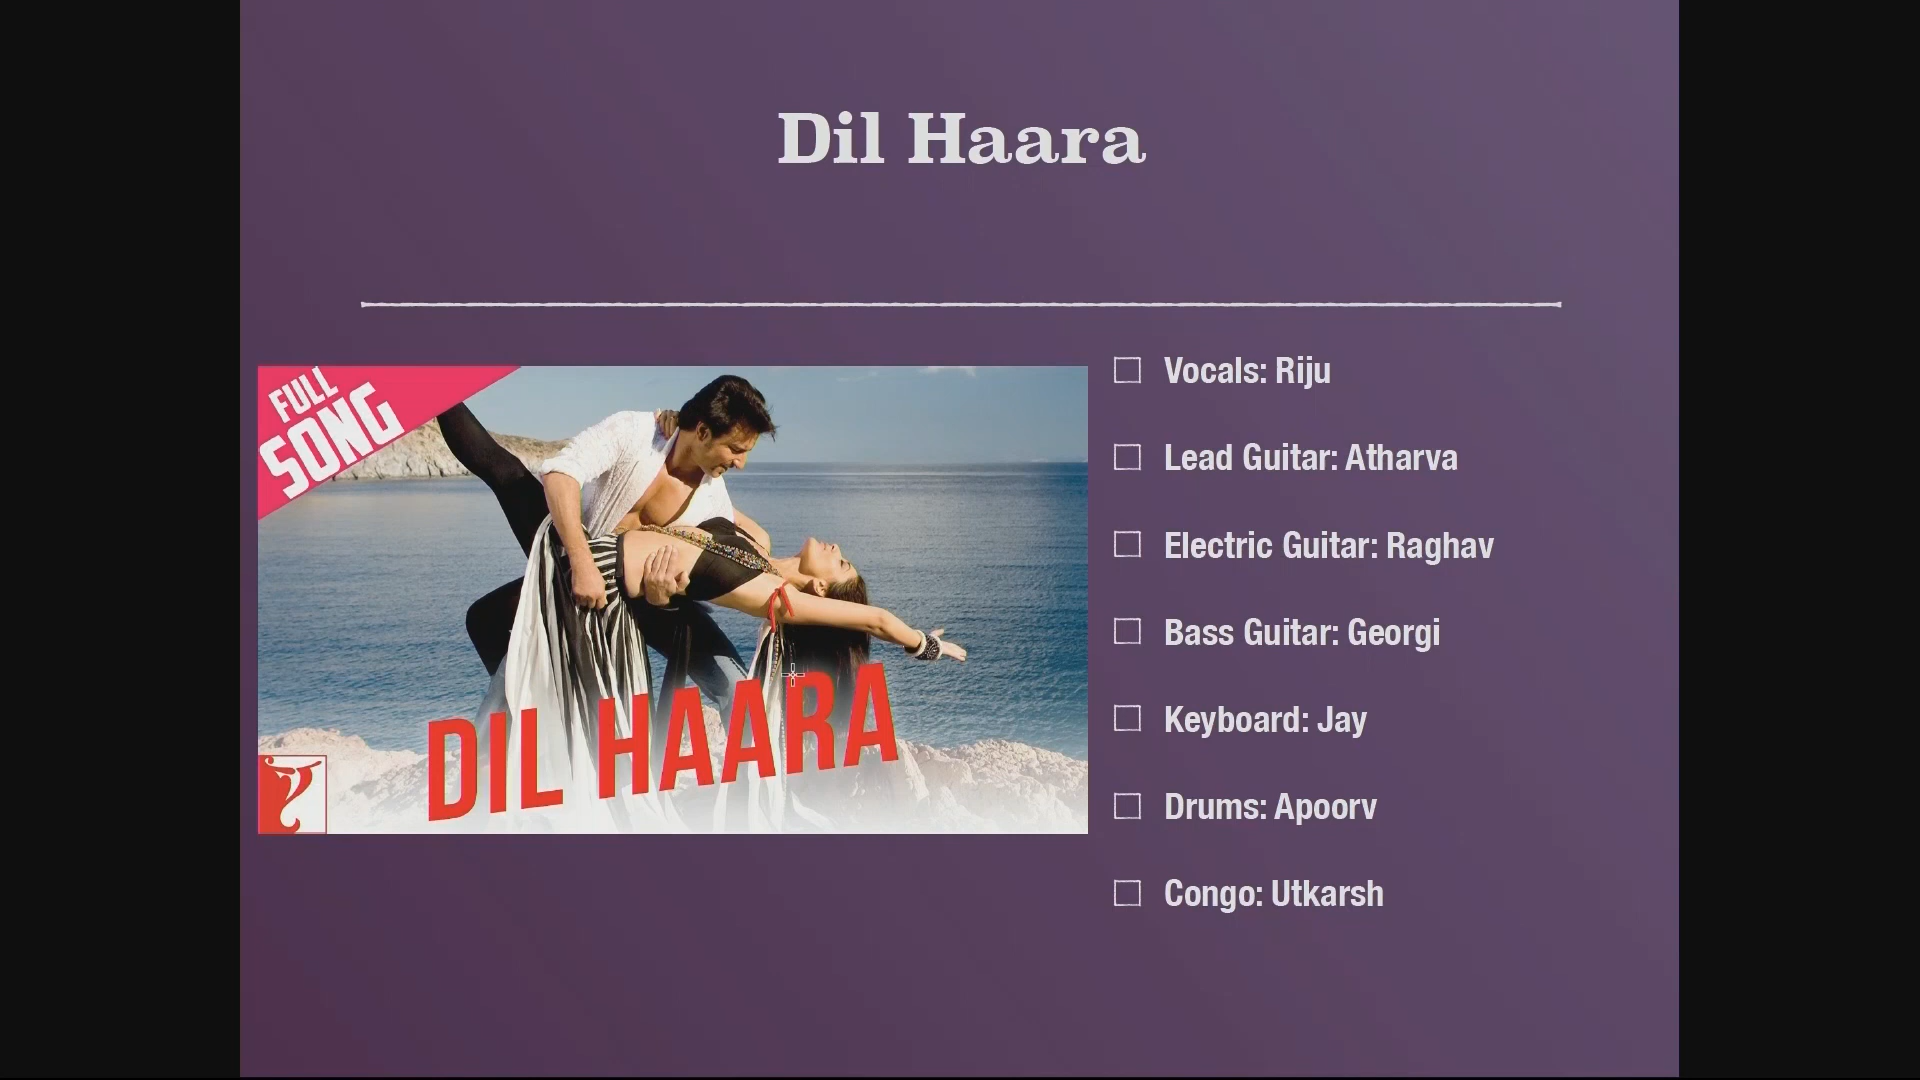 Dil Haara
FULL
SONG
DIL HAARA
Vocals: Riju
Lead Guitar: Atharva
Electric Guitar: Raghav
Bass Guitar: Georgi
Keyboard: Jay
Drums: Apoorv
Congo: Utkarsh